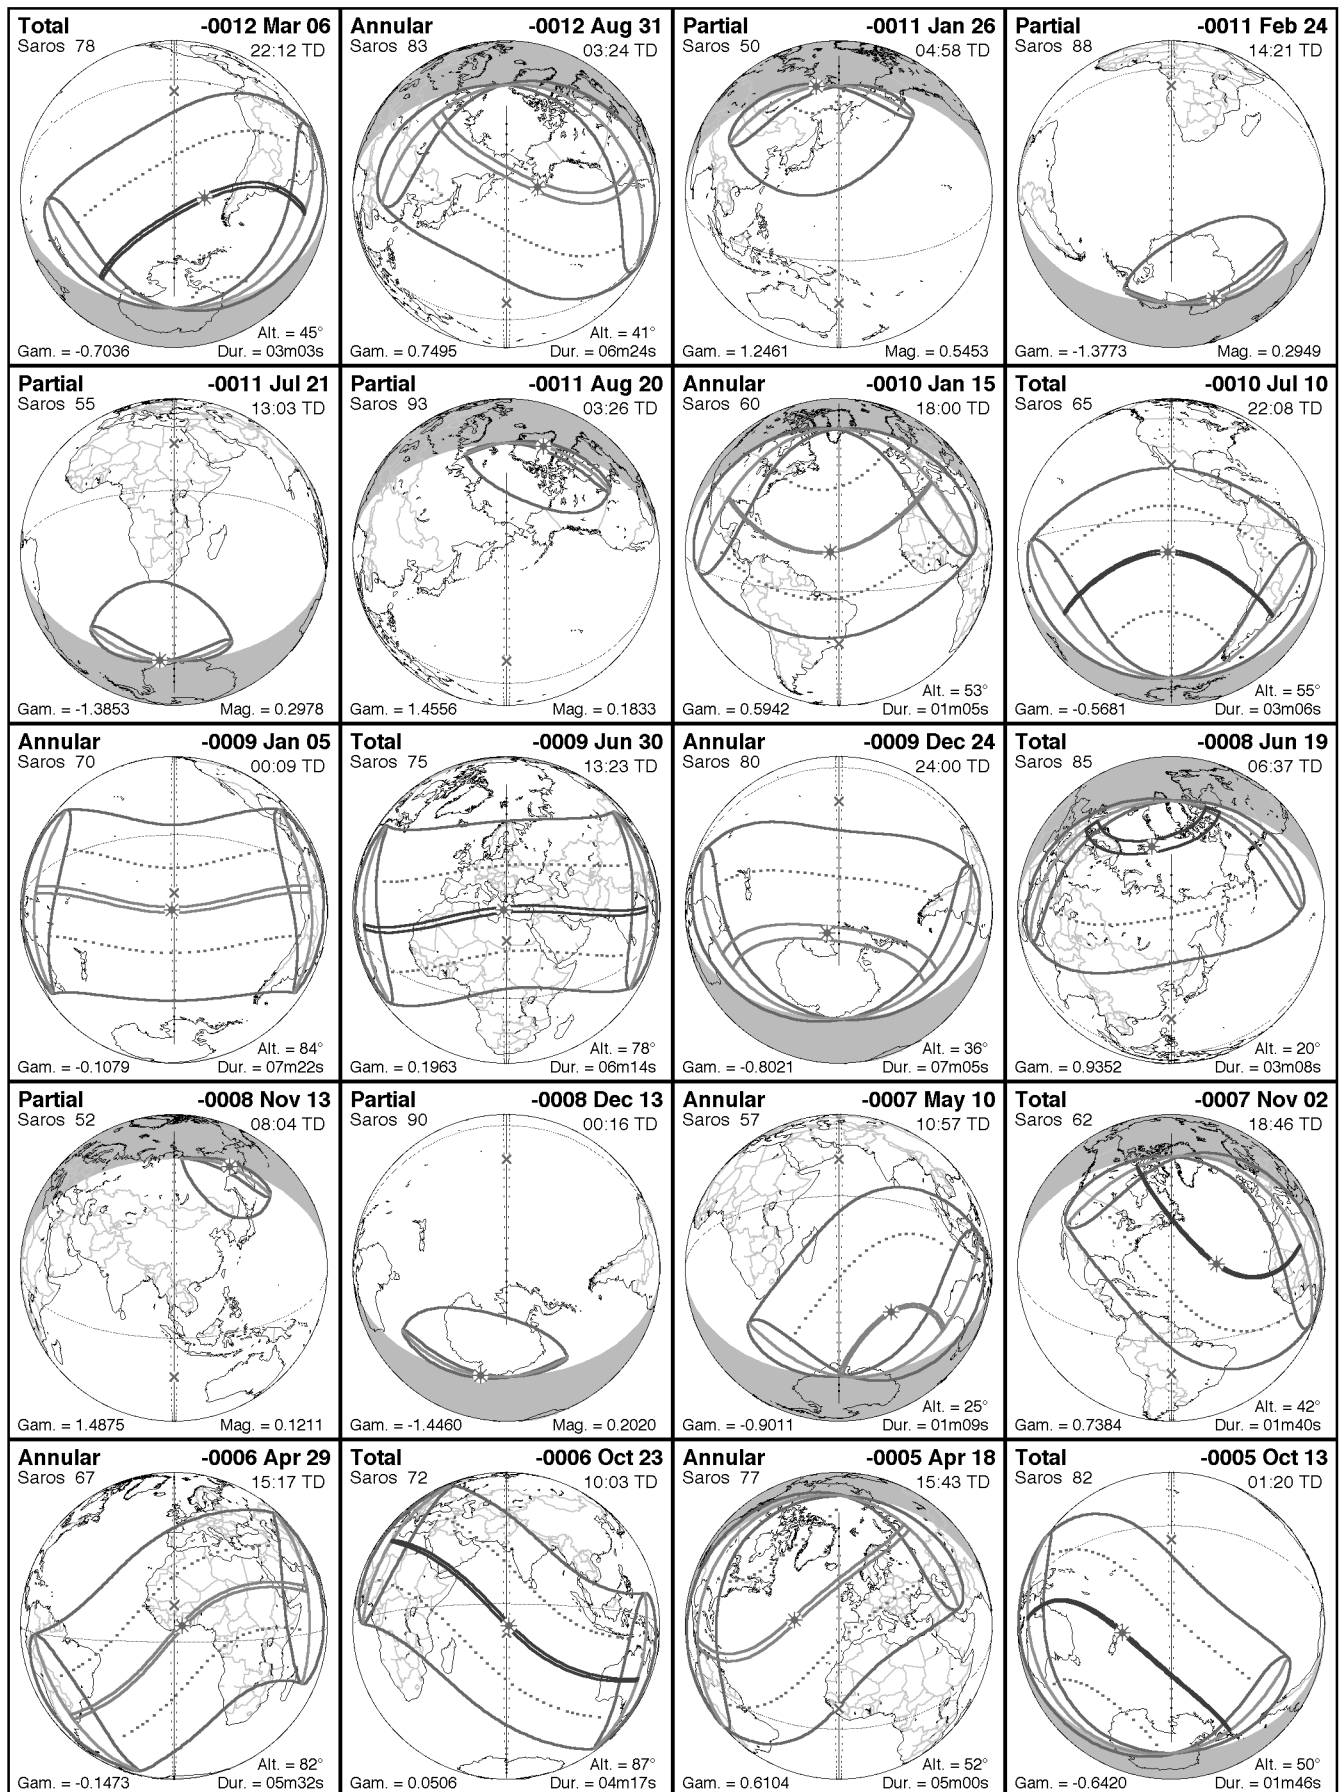 Total -0012 Mar 06
Saros 78 22:12 TD
Alt. = 45°
Gam. = -0.7036 Dur. = 03m03s
Annular -0012 Aug 31
Saros 83 03:24 TD
Alt. = 41°
Gam. = 0.7495 Dur. = 06m24s
Partial -0011 Jan 26
Saros 50 04:58 TD
Gam. = 1.2461 Mag. = 0.5453
Partial -0011 Feb 24
Saros 88 14:21 TD
Gam. = -1.3773 Mag. = 0.2949
Partial -0011 Jul 21
Saros 55 13:03 TD
Gam. = -1.3853 Mag. = 0.2978
Partial -0011 Aug 20
Saros 93 03:26 TD
Gam. = 1.4556 Mag. = 0.1833
Annular -0010 Jan 15
Saros 60 18:00 TD
Alt. = 53°
Gam. = 0.5942 Dur. = 01m05s
Total -0010 Jul 10
Saros 65 22:08 TD
Alt. = 55°
Gam. = -0.5681 Dur. = 03m06s
Annular -0009 Jan 05
Saros 70 00:09 TD
Alt. = 84°
Gam. = -0.1079 Dur. = 07m22s
Total -0009 Jun 30
Saros 75 13:23 TD
Alt. = 78°
Gam. = 0.1963 Dur. = 06m14s
Annular -0009 Dec 24
Saros 80 24:00 TD
Alt. = 36°
Gam. = -0.8021 Dur. = 07m05s
Total -0008 Jun 19
Saros 85 06:37 TD
Alt. = 20°
Gam. = 0.9352 Dur. = 03m08s
Partial -0008 Nov 13
Saros 52 08:04 TD
Gam. = 1.4875 Mag. = 0.1211
Partial -0008 Dec 13
Saros 90 00:16 TD
Gam. = -1.4460 Mag. = 0.2020
Annular -0007 May 10
Saros 57 10:57 TD
Alt. = 25°
Gam. = -0.9011 Dur. = 01m09s
Total -0007 Nov 02
Saros 62 18:46 TD
Alt. = 42°
Gam. = 0.7384 Dur. = 01m40s
Annular -0006 Apr 29
Saros 67 15:17 TD
Alt. = 82°
Gam. = -0.1473 Dur. = 05m32s
Total -0006 Oct 23
Saros 72 10:03 TD
Alt. = 87°
Gam. = 0.0506 Dur. = 04m17s
Annular -0005 Apr 18
Saros 77 15:43 TD
Alt. = 52°
Gam. = 0.6104 Dur. = 05m00s
Total -0005 Oct 13
Saros 82 01:20 TD
Alt. = 50°
Gam. = -0.6420 Dur. = 01m46s